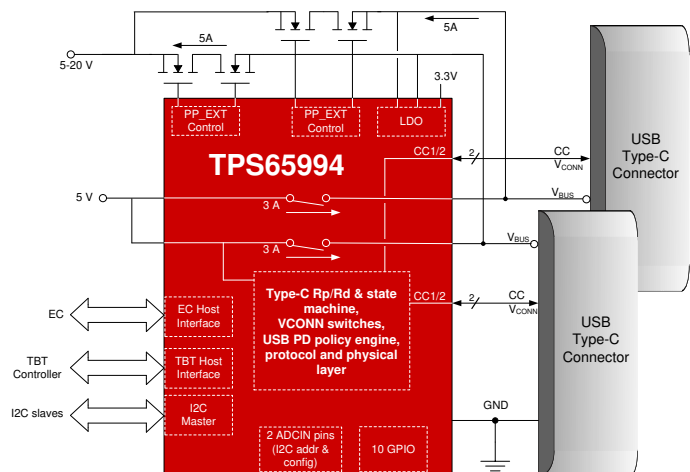 5A
5A
5-20 V
3.3V
PP_EXT
Control
PP_EXT
Control
LDO
USB
Type-C
Connector
TPS65994
CC1/2
2
CC
VCONN
5 V
3 A
VBUS
3 A
VBUS
Type-C Rp/Rd & state
machine,
VCONN switches,
USB PD policy engine,
protocol and physical
layer
CC1/2
2
CC
VCONN
USB
Type-C
Connector
EC
EC Host
Interface
TBT
Controller
TBT Host
Interface
I2C slaves
I2C
Master
GND
2 ADCIN pins
(I2C addr &
config)
10 GPIO